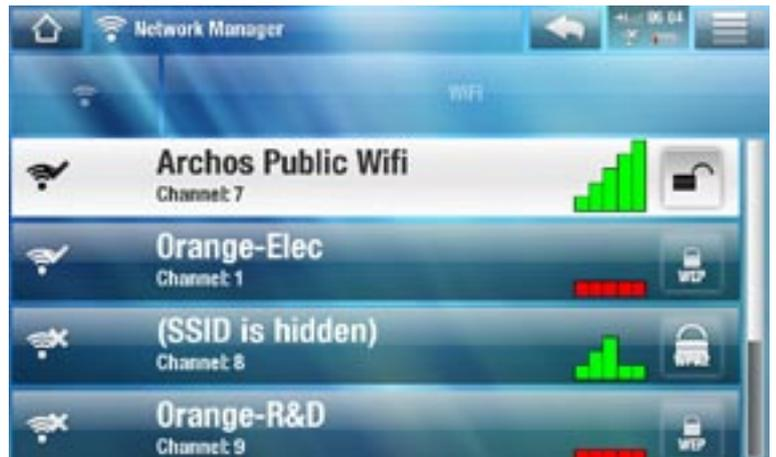 Network Manager
06 04
WiFi
Archos Public Wifi
Channel: 7
Orange-Elec
Channel: 1
WEP
(SSID is hidden)
Channel: 8
Orange-R&D
Channel: 9
WEP